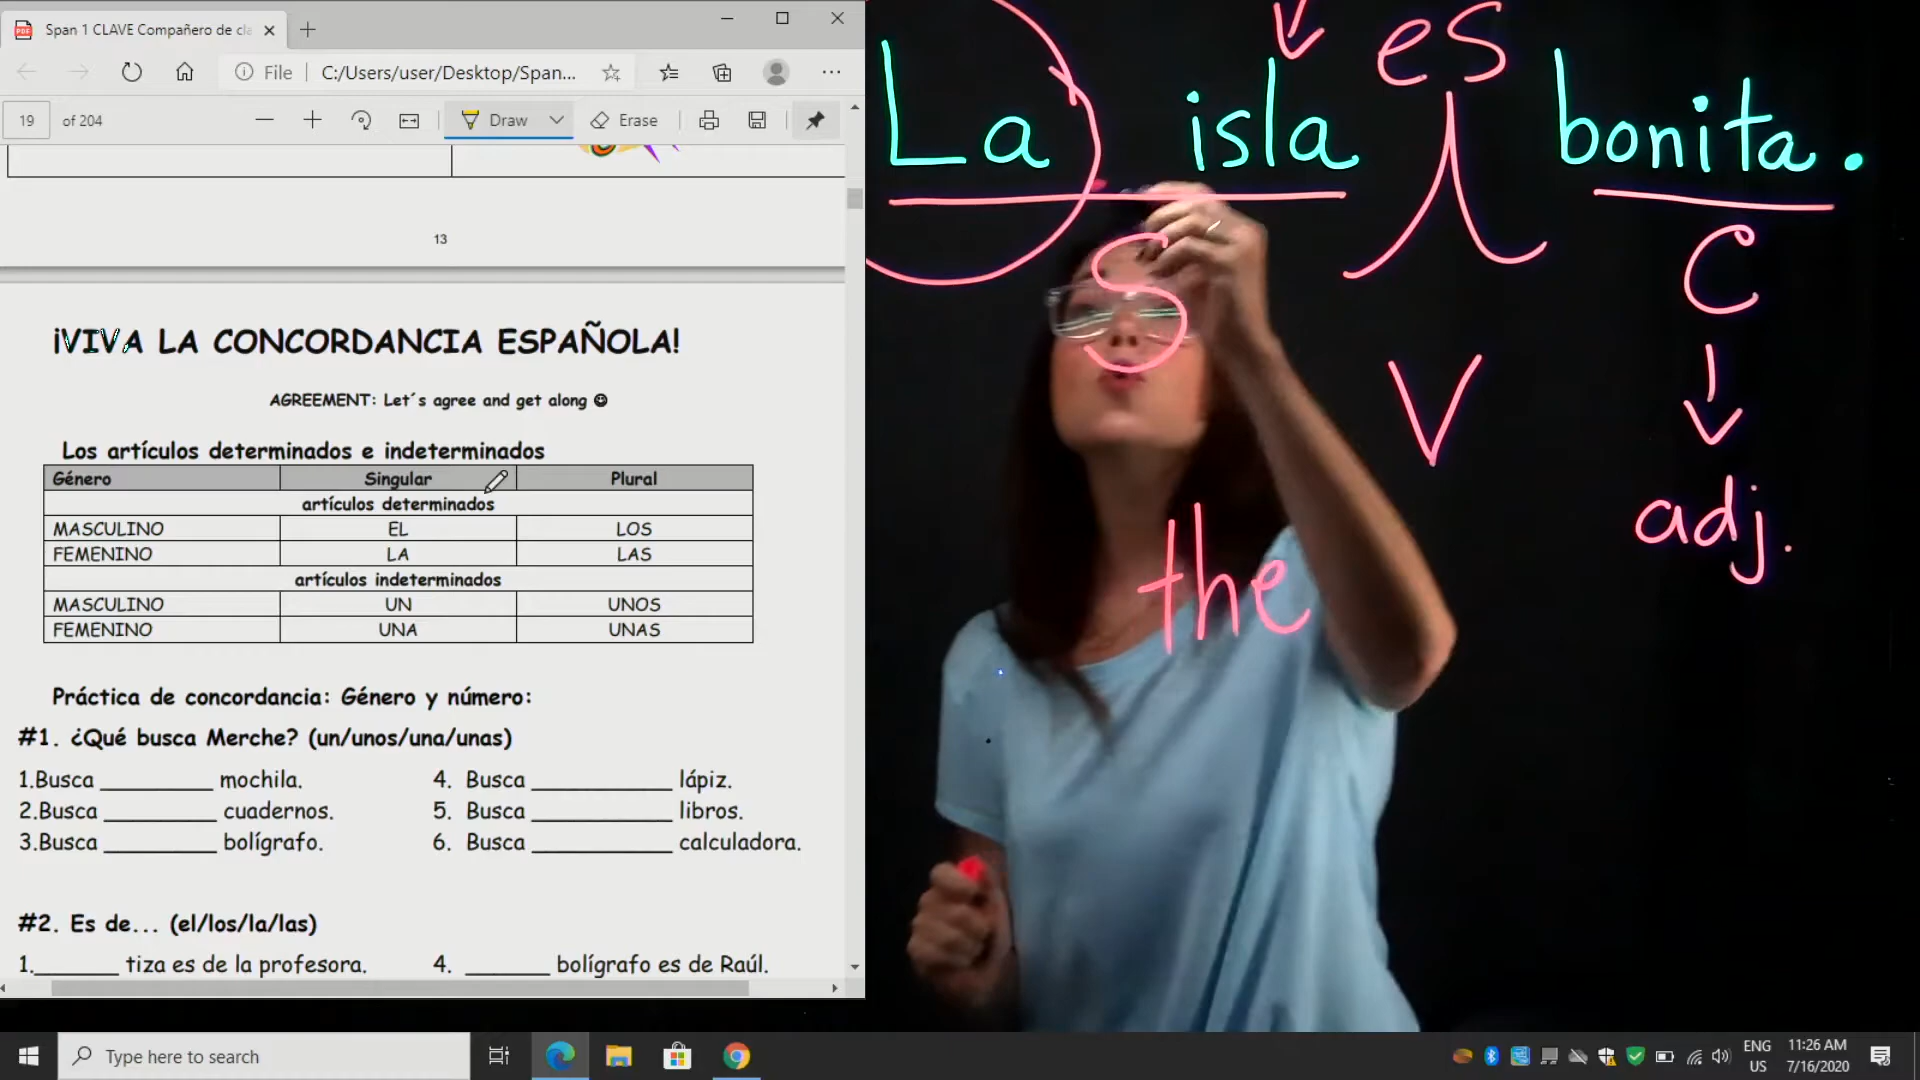 Span 1 CLAVE Compañero de cla
File
C:/Users/user/Desktop/Span...
19
of 204
Draw
Erase
13
¡VIVA LA CONCORDANCIA ESPAÑOLA!
AGREEMENT: Let´s agree and get along ☺
Los artículos determinados e indeterminados
Género Singular Plural
artículos determinados
MASCULINO EL LOS
FEMENINO LA LAS
artículos indeterminados
MASCULINO UN UNOS
FEMENINO UNA UNAS
Práctica de concordancia: Género y número:
#1. ¿Qué busca Merche? (un/unos/una/unas)
1.Busca _________ mochila.
2.Busca _________ cuadernos.
3.Busca _________ bolígrafo.
4. Busca ___________ lápiz.
5. Busca ___________ libros.
6. Busca ___________ calculadora.
#2. Es de... (el/los/la/las)
1._______ tiza es de la profesora.
4. _______ bolígrafo es de Raúl.
es
La isla bonita.
S
C
V
adj.
the
Type here to search
ENG
US
11:26 AM
7/16/2020